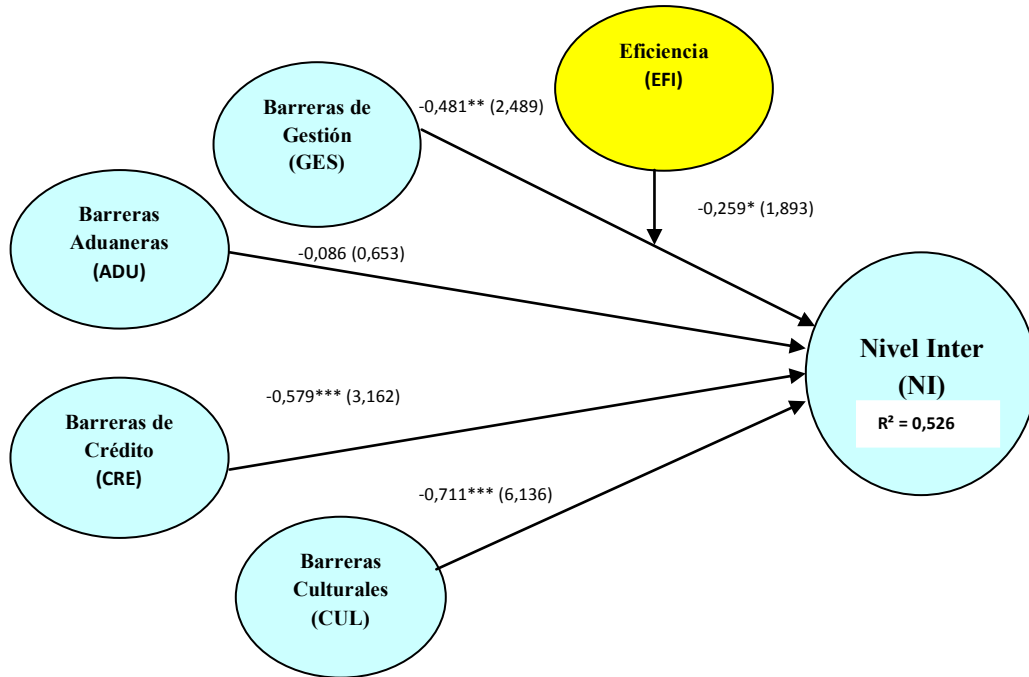 Eficiencia
(EFI)
Barreras de
Gestión
(GES)
-0,481** (2,489)
-0,259* (1,893)
Barreras
Aduaneras
(ADU)
-0,086 (0,653)
Nivel Inter
(NI)
R² = 0,526
Barreras de
Crédito
(CRE)
-0,579*** (3,162)
-0,711*** (6,136)
Barreras
Culturales
(CUL)